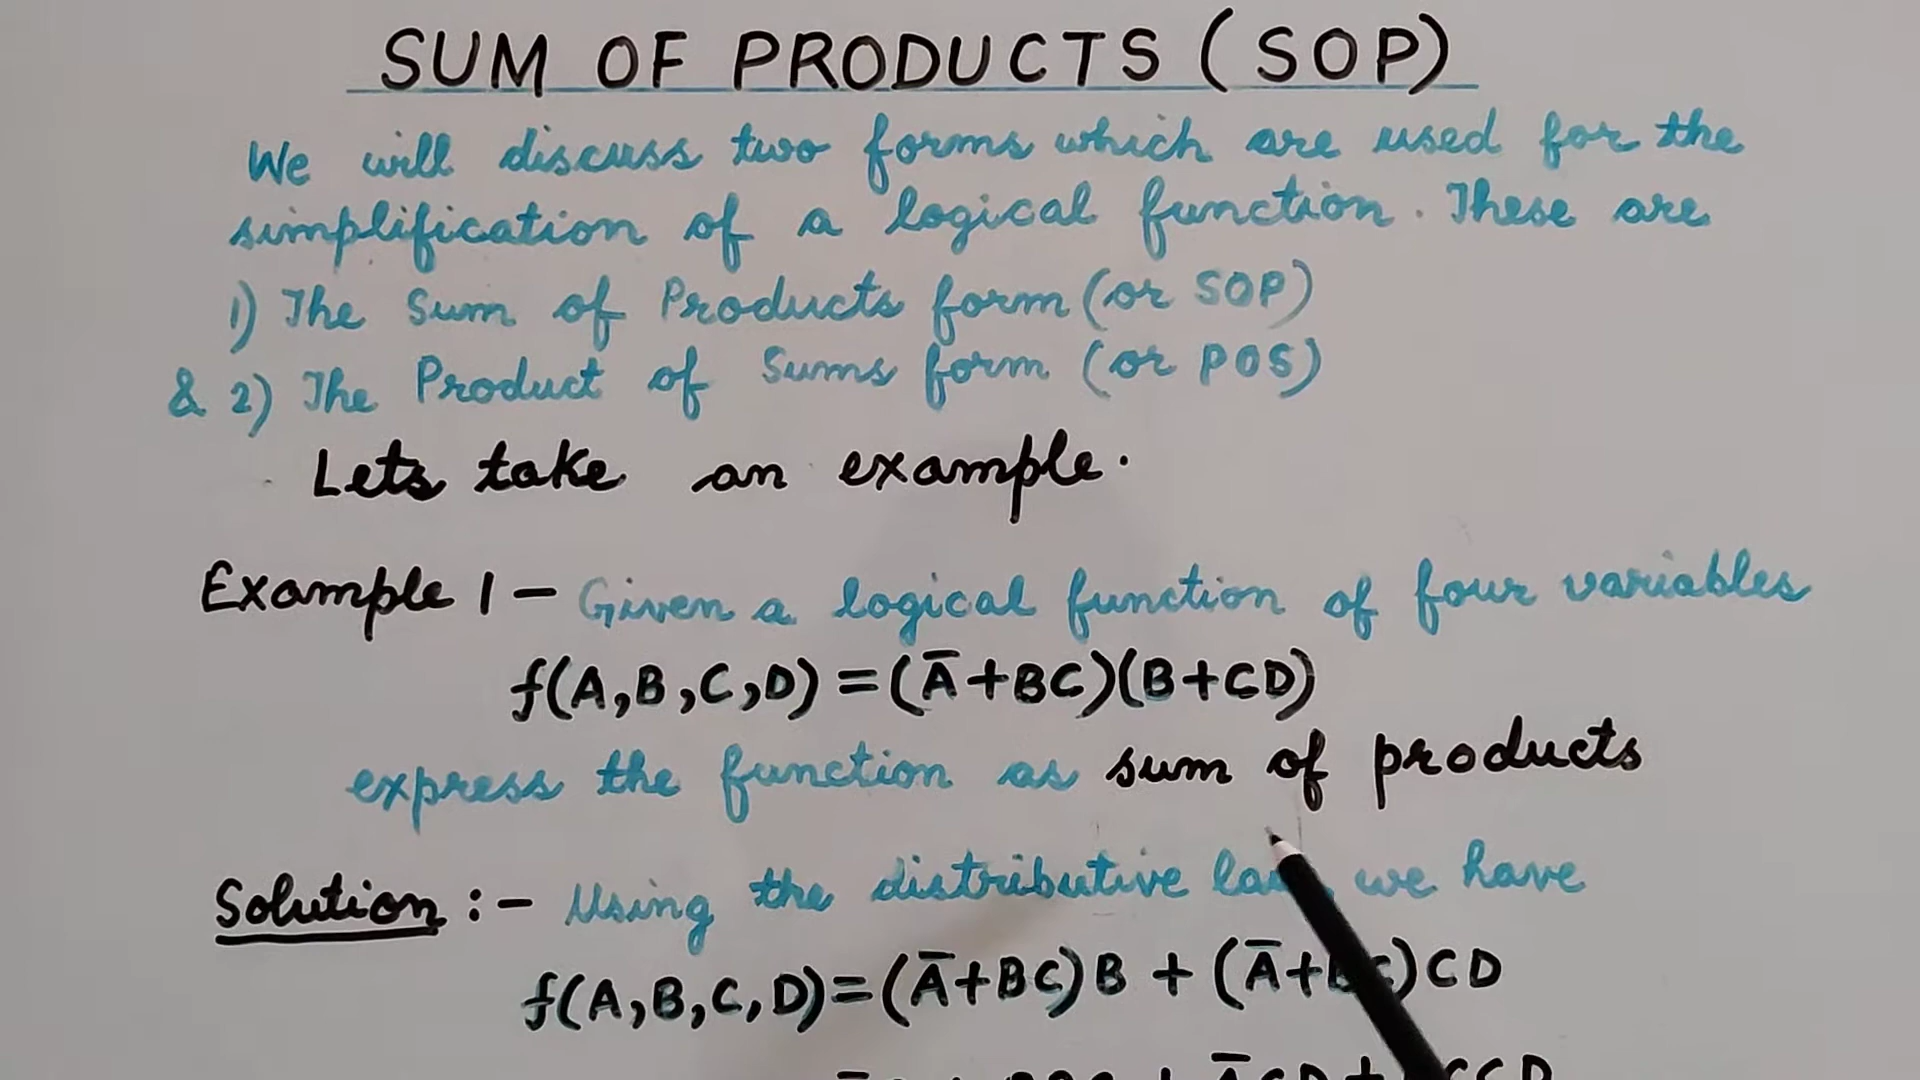 SUM OF PRODUCTS (SOP)
We will discuss two forms which are used for the
simplification of a logical function. These are
1) The Sum of Products form (or SOP)
& 2) The Product of Sums form (or POS)
Lets take an example.
Example 1 – Given a logical function of four variables
f(A,B,C,D) = (A̅+BC)(B+CD)
express the function as sum of products
Solution :- Using the distributive we have
f(A,B,C,D) = (A̅+BC)B + (A̅+BC)CD